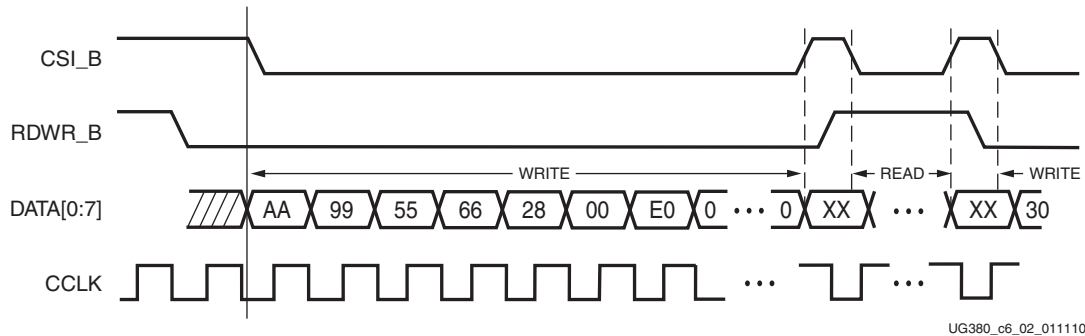 CSI_B
RDWR_B
WRITE READ WRITE
DATA[0:7] AA 99 55 66 28 00 E0 0 ••• 0 XX ••• XX 30
CCLK ••• •••
UG380_c6_02_011110